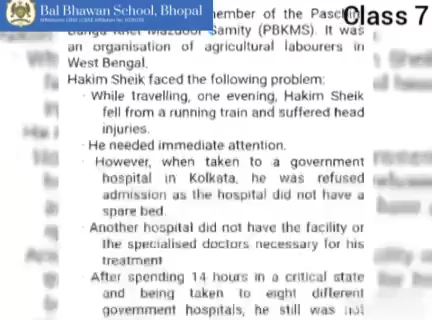 Bal Bhawan School, Bhopal
Class 7
member of the Paschim
Banga Khet Mazdoor Samity (PBKMS). It was
an organisation of agricultural labourers in
West Bengal.
Hakim Sheik faced the following problem:
· While travelling, one evening, Hakim Sheik
fell from a running train and suffered head
injuries.
· He needed immediate attention.
· However, when taken to a government
hospital in Kolkata, he was refused
admission as the hospital did not have a
spare bed.
· Another hospital did not have the facility or
the specialised doctors necessary for his
treatment
· After spending 14 hours in a critical state
and being taken to eight different
government hospitals, he still was not